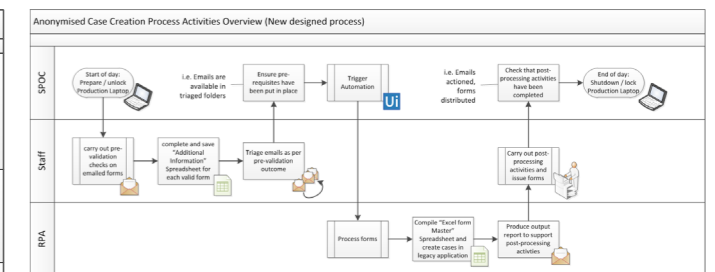 Anonymised Case Creation Process Activities Overview (New designed process)
SPOC
Start of day:
Prepare / unlock
Production Laptop
i.e. Emails are
available in
triaged folders
Ensure pre-
requisites have
been put in place
Trigger
Automation
Ui
i.e. Emails
actioned,
forms
distributed
Check that post-
processing activities
have been
completed
End of day:
Shutdown / lock
Production Laptop
Staff
carry out pre-
validation
checks on
emailed forms
complete and save
"Additional
Information"
Spreadsheet for
each valid form
Triage emails as per
pre-validation
outcome
Carry out post-
processing
activities and
issue forms
RPA
Process forms
Compile "Excel form
Master"
Spreadsheet and
create cases in
legacy application
Produce output
report to support
post-processing
activties